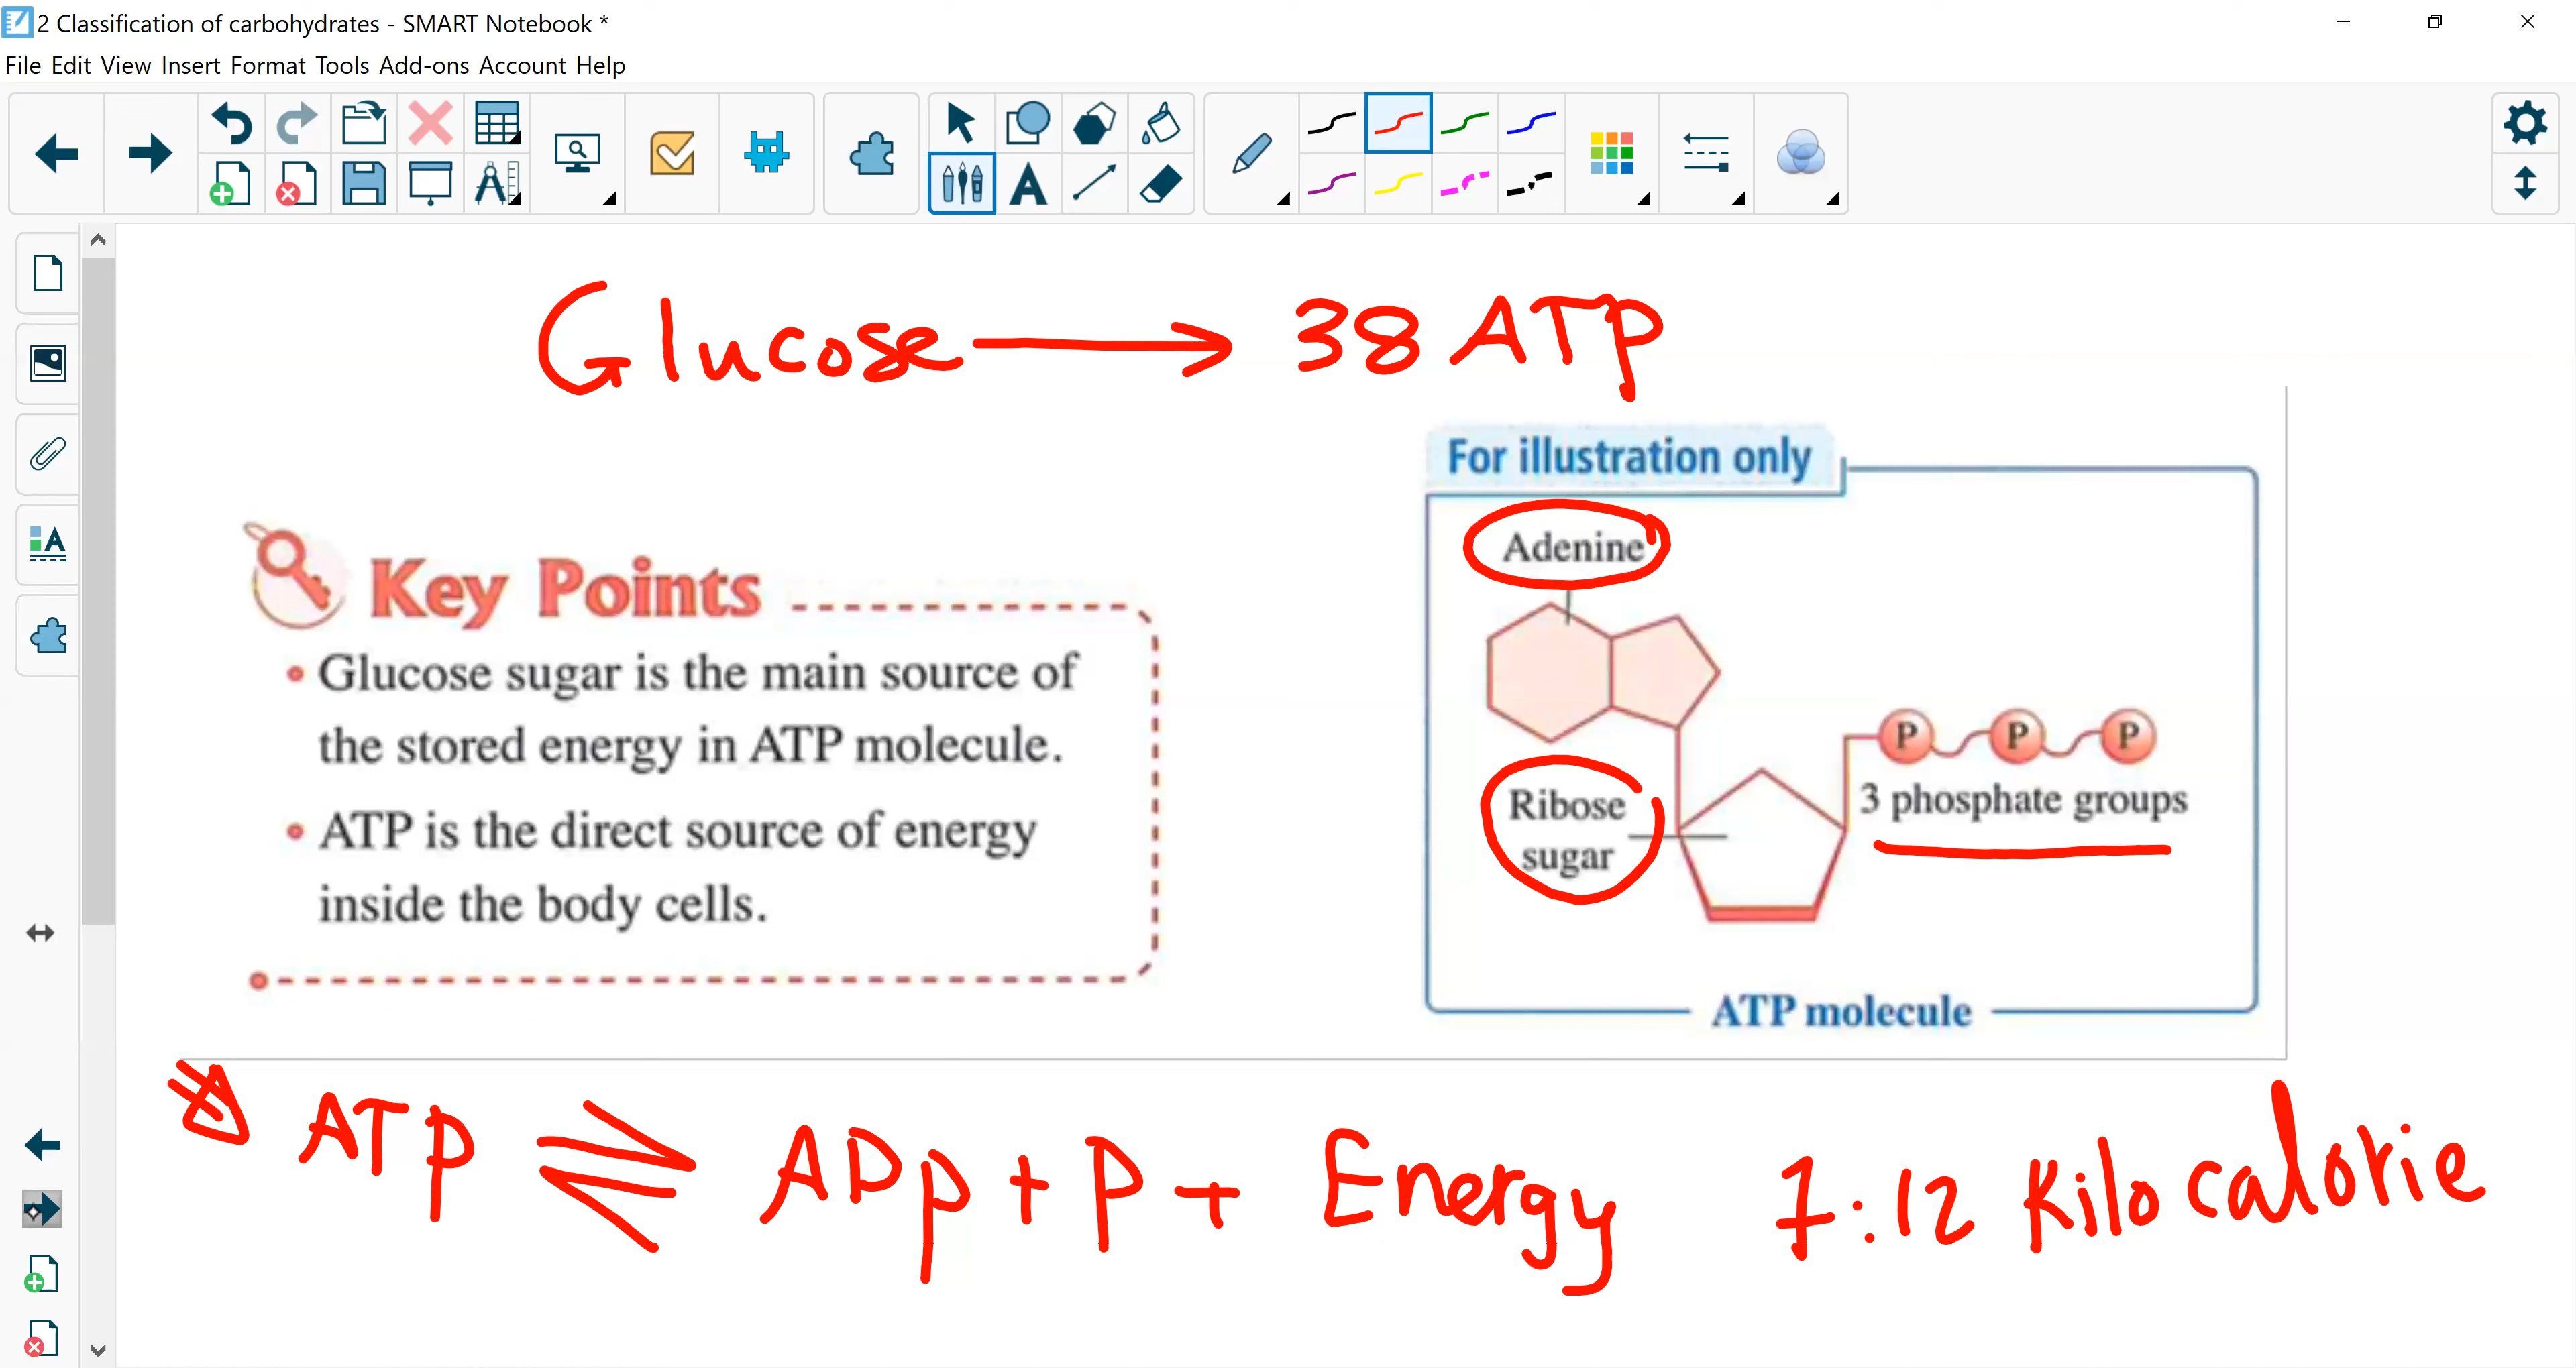 2 Classification of carbohydrates - SMART Notebook *
File Edit View Insert Format Tools Add-ons Account Help
Glucose → 38 ATP
For illustration only
Adenine
Key Points
• Glucose sugar is the main source of
the stored energy in ATP molecule.
• ATP is the direct source of energy
inside the body cells.
P P P
3 phosphate groups
Ribose
sugar
ATP molecule
ATP ⇌ ADP + P + Energy 7:12 Kilo calorie